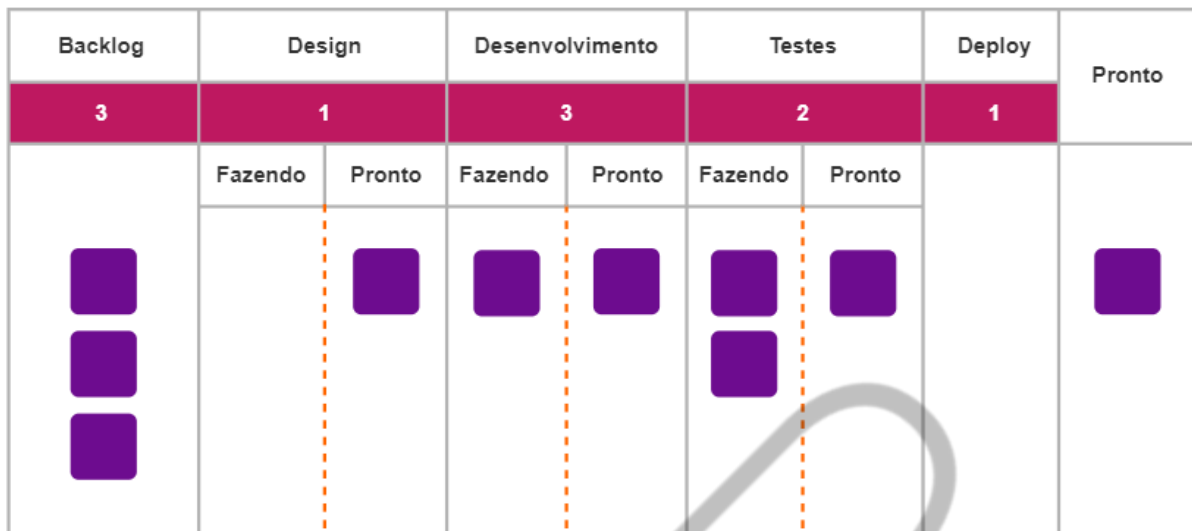 Backlog Design Desenvolvimento Testes Deploy Pronto
3 1 3 2 1
Fazendo Pronto Fazendo Pronto Fazendo Pronto